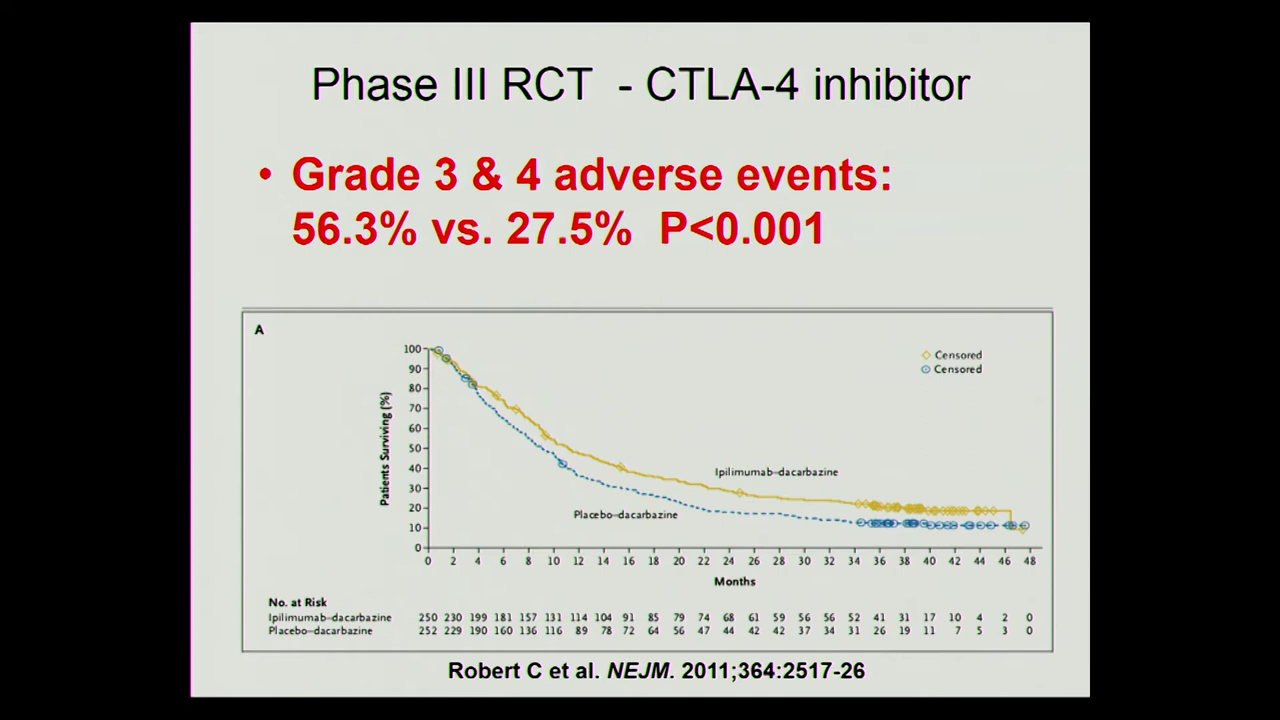 Phase III RCT - CTLA-4 inhibitor
• Grade 3 & 4 adverse events:
56.3% vs. 27.5% P<0.001
A
Censored
Censored
100
90
80
70
60
50
40
30
20
10
0
Patients Surviving (%)
Ipilimumab–dacarbazine
Placebo–dacarbazine
0 2 4 6 8 10 12 14 16 18 20 22 24 26 28 30 32 34 36 38 40 42 44 46 48
Months
No. at Risk
Ipilimumab–dacarbazine 250 230 199 181 157 131 114 104 91 85 79 74 68 61 59 56 56 52 41 31 17 10 4 2 0
Placebo–dacarbazine 252 229 190 160 136 116 89 78 72 64 56 47 44 42 42 37 34 31 26 19 11 7 5 3 0
Robert C et al. NEJM. 2011;364:2517-26